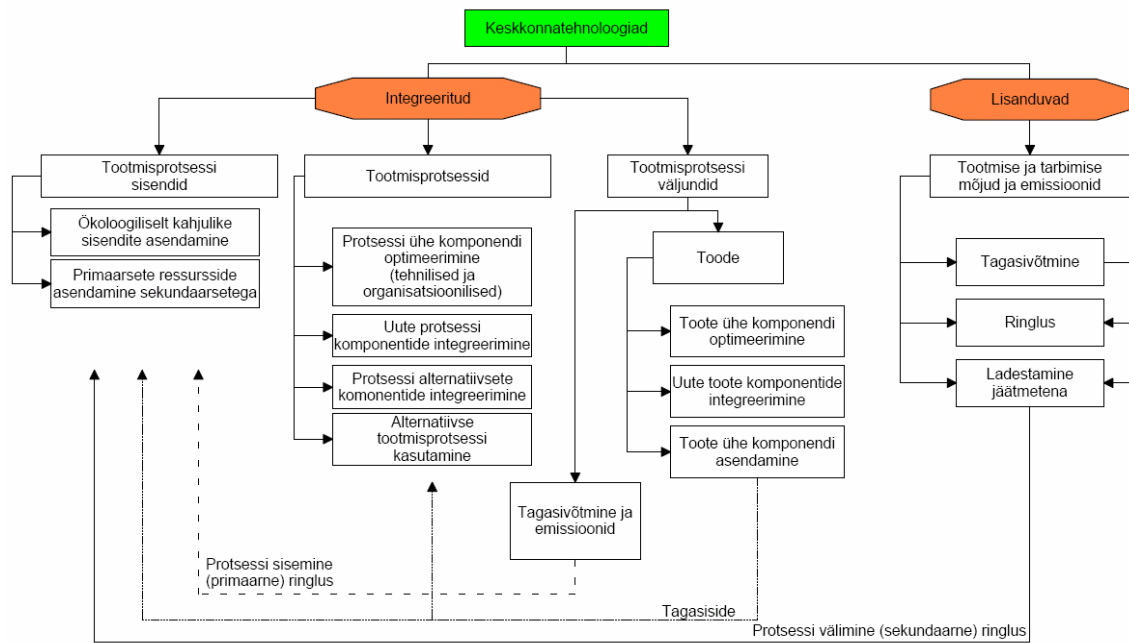 Keskkonnatehnoloogiad
Integreeritud
Lisanduvad
Tootmisprotsessi
sisendid
Ökoloogiliselt kahjulike
sisendite asendamine
Primaarsete ressursside
asendamine sekundaarsetega
Tootmisprotsessid
Protsessi ühe komponendi
optimeerimine
(tehnilised ja
organisatsioonilised)
Uute protsessi
komponentide integreerimine
Protsessi alternatiivsete
komonentide integreerimine
Alternatiivse
tootmisprotsessi
kasutamine
Tootmisprotsessi
väljundid
Toode
Toote ühe komponendi
optimeerimine
Uute toote komponentide
integreerimine
Toote ühe komponendi
asendamine
Tagasivõtmine ja
emissioonid
Tootmise ja tarbimise
mõjud ja emissioonid
Tagasivõtmine
Ringlus
Ladestamine
jäätmetena
Protsessi sisemine
(primaarne) ringlus
Tagasiside
Protsessi välimine (sekundaarne) ringlus